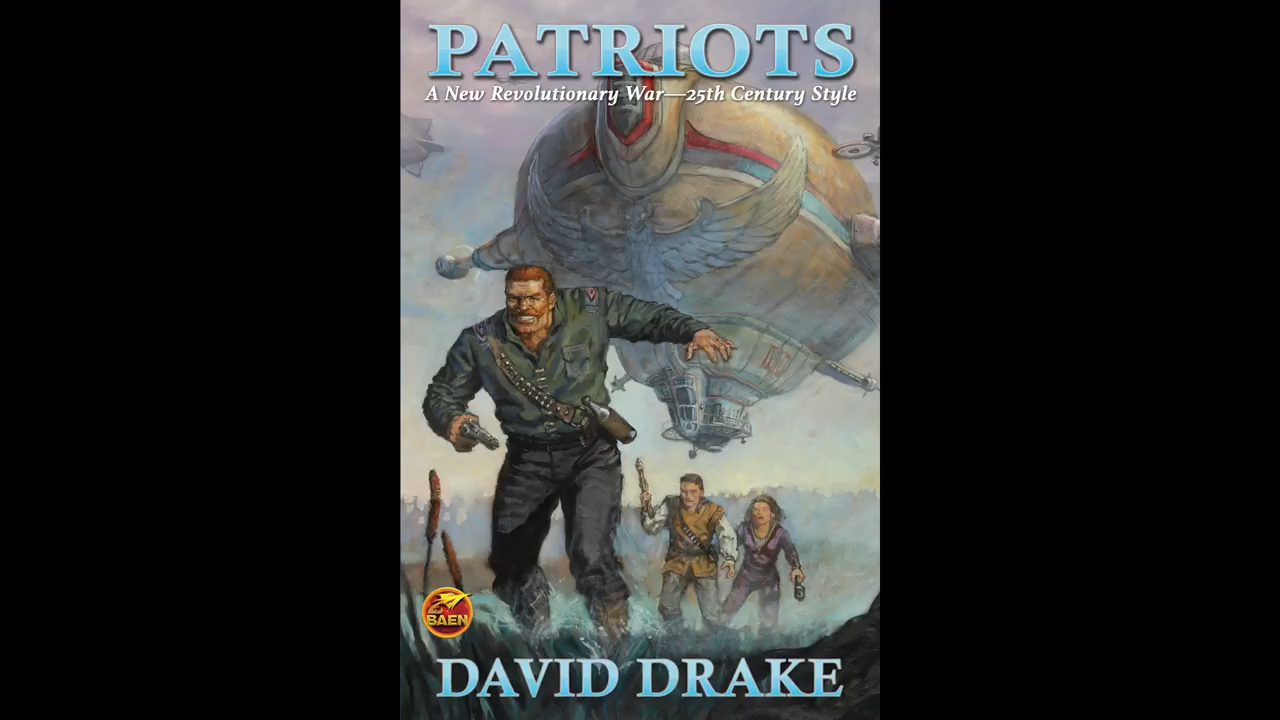 PATRIOTS
A New Revolutionary War—25th Century Style
BAEN
DAVID DRAKE